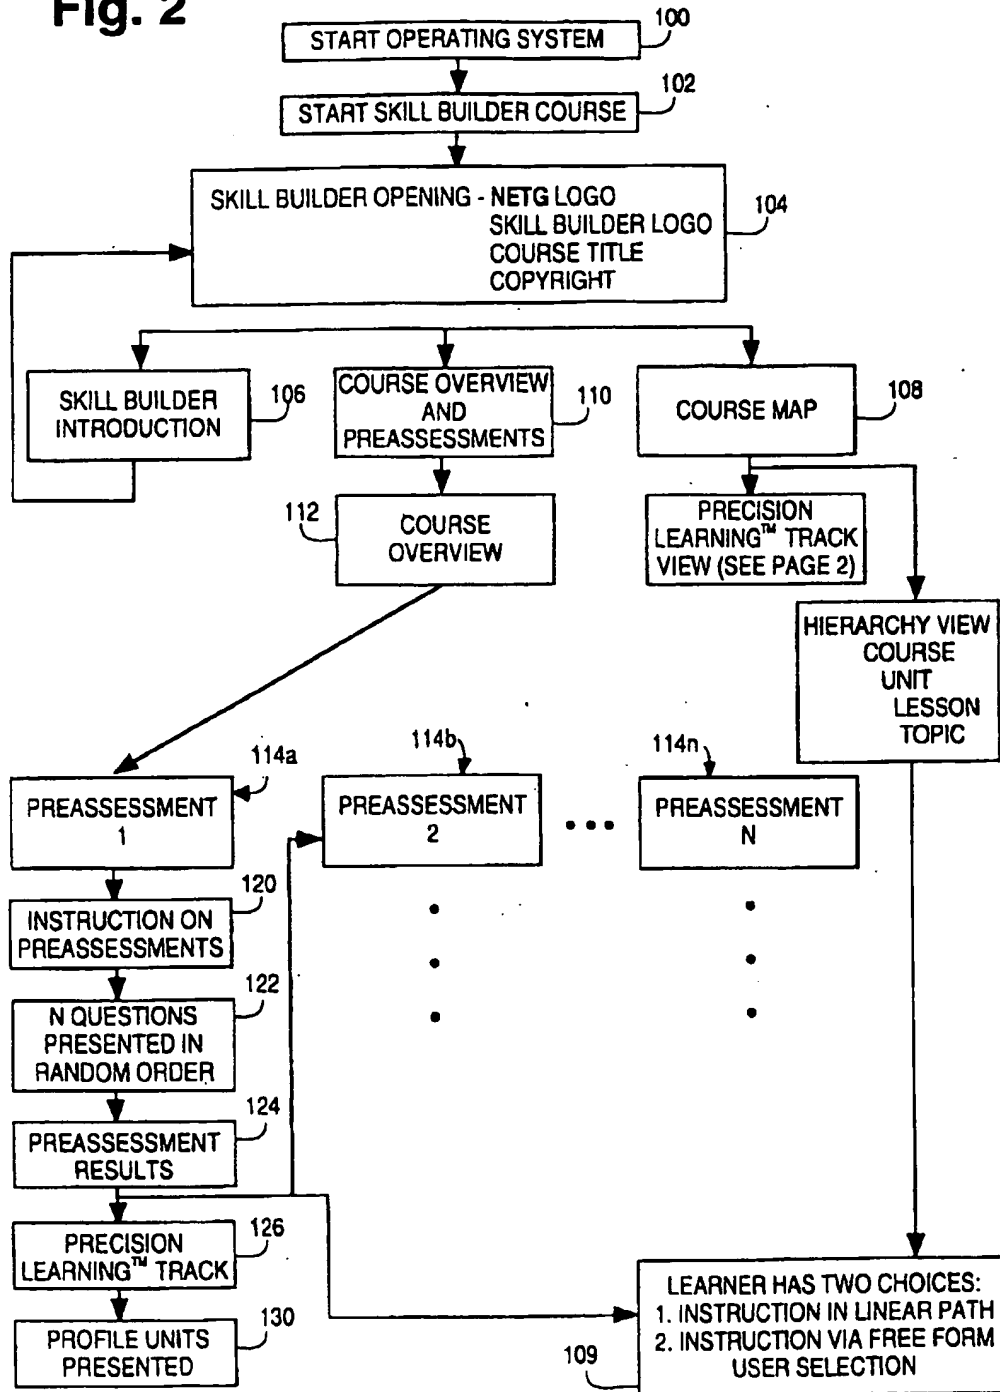 Fig. 2
100
START OPERATING SYSTEM
102
START SKILL BUILDER COURSE
SKILL BUILDER OPENING - NETG LOGO
SKILL BUILDER LOGO
COURSE TITLE
COPYRIGHT
104
SKILL BUILDER
INTRODUCTION
106
COURSE OVERVIEW
AND
PREASSESSMENTS
110
COURSE MAP
108
112
COURSE
OVERVIEW
PRECISION
LEARNING™ TRACK
VIEW (SEE PAGE 2)
HIERARCHY VIEW
COURSE
UNIT
LESSON
TOPIC
114a
PREASSESSMENT
1
114b
PREASSESSMENT
2
114n
PREASSESSMENT
N
120
INSTRUCTION ON
PREASSESSMENTS
122
N QUESTIONS
PRESENTED IN
RANDOM ORDER
124
PREASSESSMENT
RESULTS
126
PRECISION
LEARNING™ TRACK
130
PROFILE UNITS
PRESENTED
LEARNER HAS TWO CHOICES:
1. INSTRUCTION IN LINEAR PATH
2. INSTRUCTION VIA FREE FORM
USER SELECTION
109